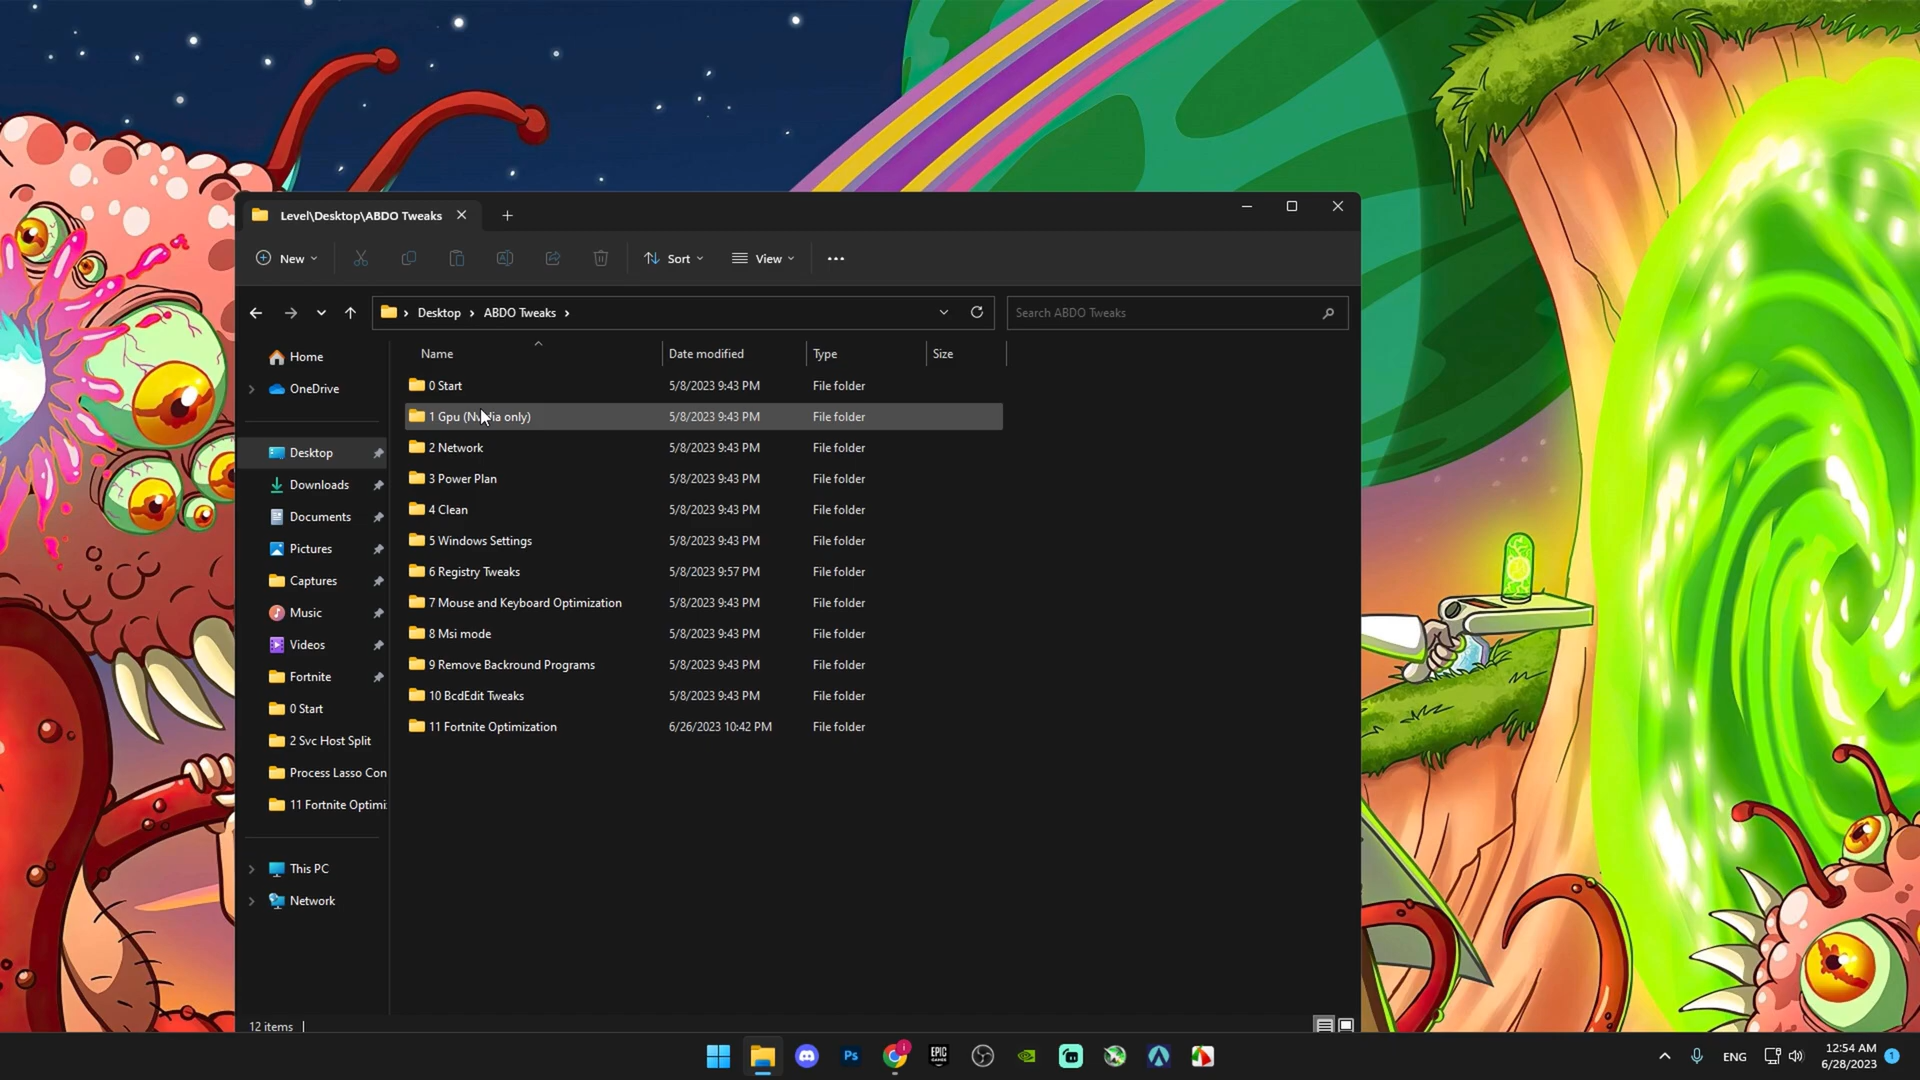 Level\Desktop\ABDO Tweaks
New
Sort
View
Desktop ABDO Tweaks
Search ABDO Tweaks
Home
OneDrive
Desktop
Downloads
Documents
Pictures
Captures
Music
Videos
Fortnite
0 Start
2 Svc Host Split
Process Lasso Con
11 Fortnite Optimi
This PC
Network
Name Date modified Type Size
0 Start 5/8/2023 9:43 PM File folder
1 Gpu (Nvidia only) 5/8/2023 9:43 PM File folder
2 Network 5/8/2023 9:43 PM File folder
3 Power Plan 5/8/2023 9:43 PM File folder
4 Clean 5/8/2023 9:43 PM File folder
5 Windows Settings 5/8/2023 9:43 PM File folder
6 Registry Tweaks 5/8/2023 9:57 PM File folder
7 Mouse and Keyboard Optimization 5/8/2023 9:43 PM File folder
8 Msi mode 5/8/2023 9:43 PM File folder
9 Remove Backround Programs 5/8/2023 9:43 PM File folder
10 BcdEdit Tweaks 5/8/2023 9:43 PM File folder
11 Fortnite Optimization 6/26/2023 10:42 PM File folder
12 items
Ps
EPIC
GAMES
ENG
12:54 AM
6/28/2023
1